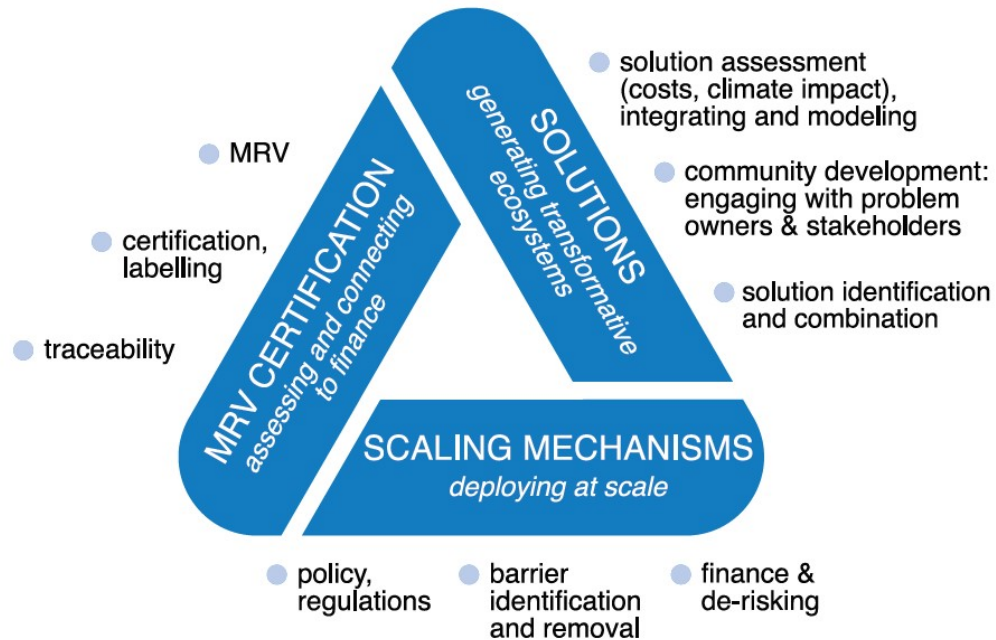 solution assessment
(costs, climate impact),
integrating and modeling
community development:
engaging with problem
owners & stakeholders
solution identification
and combination
SOLUTIONS
generating transformative
ecosystems
MRV
certification,
labelling
traceability
MRV CERTIFICATION
assessing and connecting
to finance
SCALING MECHANISMS
deploying at scale
policy,
regulations
barrier
identification
and removal
finance &
de-risking